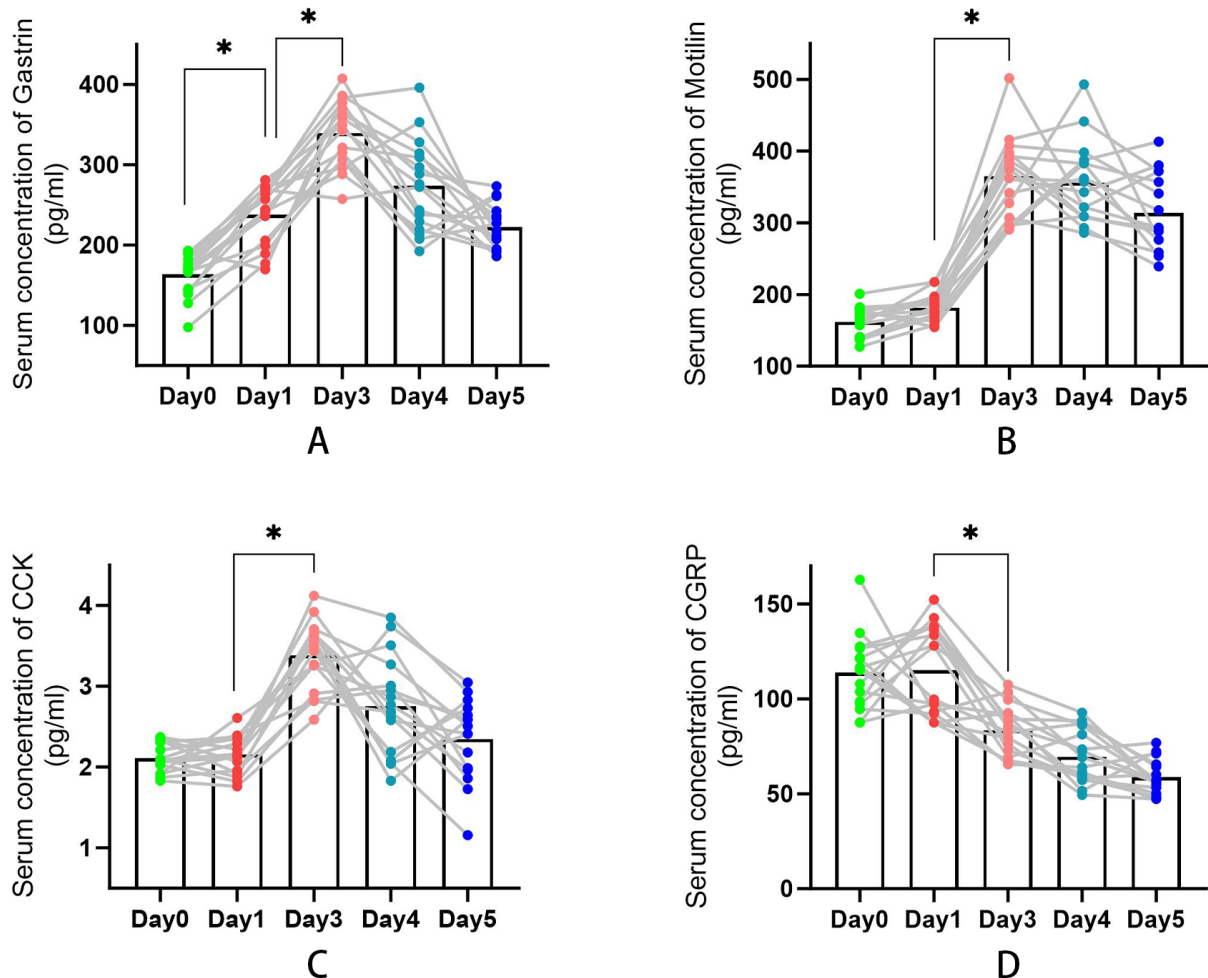 Serum concentration of Gastrin
(pg/ml)
400
300
200
100
*
*
Day0 Day1 Day3 Day4 Day5
A
Serum concentration of Motilin
(pg/ml)
500
400
300
200
100
*
Day0 Day1 Day3 Day4 Day5
B
Serum concentration of CCK
(pg/ml)
4
3
2
1
*
Day0 Day1 Day3 Day4 Day5
C
Serum concentration of CGRP
(pg/ml)
150
100
50
0
*
Day0 Day1 Day3 Day4 Day5
D